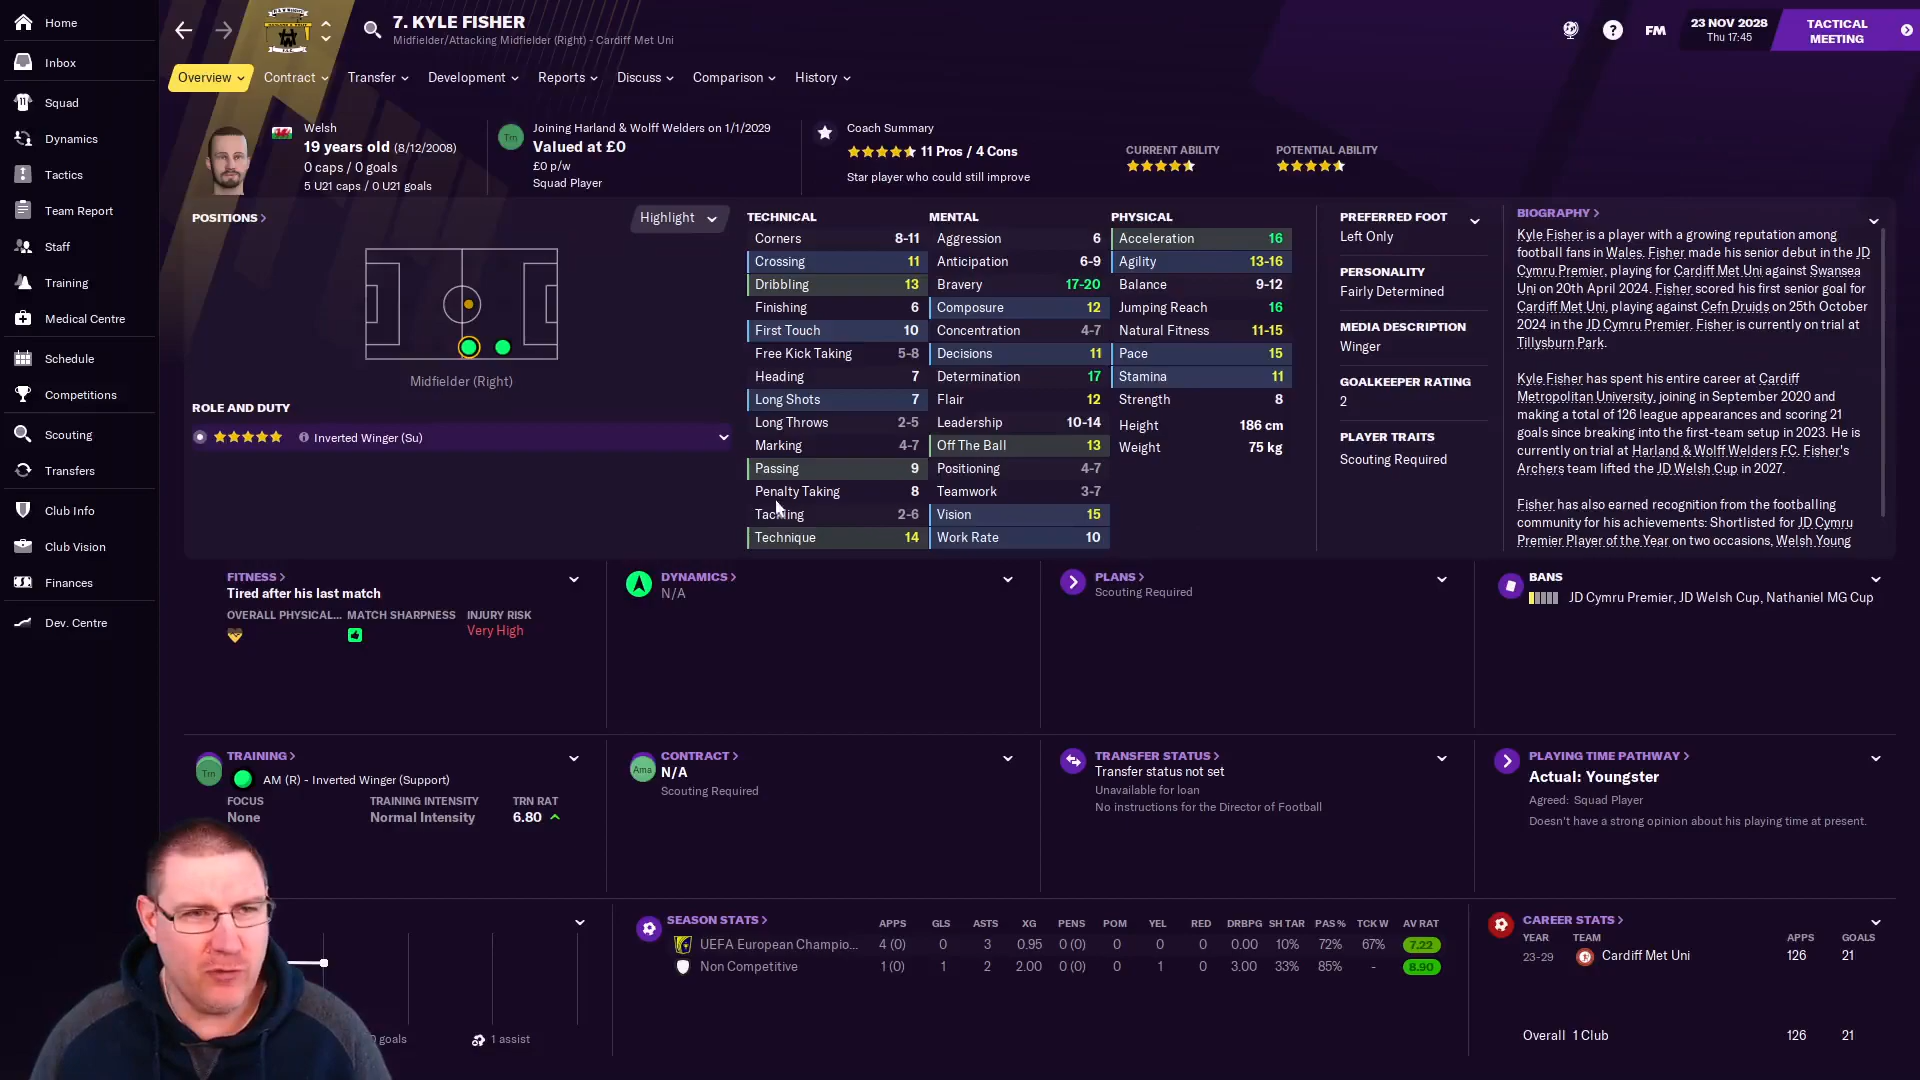 Home
Inbox
Squad
Dynamics
Tactics
Team Report
Staff
Training
Medical Centre
Schedule
Competitions
Scouting
Transfers
Club Info
Club Vision
Finances
Dev. Centre
7. KYLE FISHER
Midfielder/Attacking Midfielder (Right) - Cardiff Met Uni
FM
23 NOV 2028
Thu 17:45
TACTICAL
MEETING
Overview
Contract
Transfer
Development
Reports
Discuss
Comparison
History
Welsh
19 years old (8/12/2008)
0 caps / 0 goals
5 U21 caps / 0 U21 goals
Trn
Joining Harland & Wolff Welders on 1/1/2029
Valued at £0
£0 p/w
Squad Player
Coach Summary
11 Pros / 4 Cons
Star player who could still improve
CURRENT ABILITY
POTENTIAL ABILITY
POSITIONS
Highlight
Midfielder (Right)
ROLE AND DUTY
Inverted Winger (Su)
TECHNICAL
Corners 8-11
Crossing 11
Dribbling 13
Finishing 6
First Touch 10
Free Kick Taking 5-8
Heading 7
Long Shots 7
Long Throws 2-5
Marking 4-7
Passing 9
Penalty Taking 8
Tackling 2-6
Technique 14
MENTAL
Aggression 6
Anticipation 6-9
Bravery 17-20
Composure 12
Concentration 4-7
Decisions 11
Determination 17
Flair 12
Leadership 10-14
Off The Ball 13
Positioning 4-7
Teamwork 3-7
Vision 15
Work Rate 10
PHYSICAL
Acceleration 16
Agility 13-16
Balance 9-12
Jumping Reach 16
Natural Fitness 11-15
Pace 15
Stamina 11
Strength 8
Height 186 cm
Weight 75 kg
PREFERRED FOOT
Left Only
PERSONALITY
Fairly Determined
MEDIA DESCRIPTION
Winger
GOALKEEPER RATING
2
PLAYER TRAITS
Scouting Required
BIOGRAPHY
Kyle Fisher is a player with a growing reputation among
football fans in Wales. Fisher made his senior debut in the JD
Cymru Premier, playing for Cardiff Met Uni against Swansea
Uni on 20th April 2024. Fisher scored his first senior goal for
Cardiff Met Uni, playing against Cefn Druids on 25th October
2024 in the JD Cymru Premier. Fisher is currently on trial at
Tillysburn Park.
Kyle Fisher has spent his entire career at Cardiff
Metropolitan University, joining in September 2020 and
making a total of 126 league appearances and scoring 21
goals since breaking into the first-team setup in 2023. He is
currently on trial at Harland & Wolff Welders FC. Fisher's
Archers team lifted the JD Welsh Cup in 2027.
Fisher has also earned recognition from the footballing
community for his achievements: Shortlisted for JD Cymru
Premier Player of the Year on two occasions, Welsh Young
FITNESS
Tired after his last match
OVERALL PHYSICAL... MATCH SHARPNESS INJURY RISK
Very High
DYNAMICS
N/A
PLANS
Scouting Required
BANS
JD Cymru Premier, JD Welsh Cup, Nathaniel MG Cup
TRAINING
Trn
AM (R) - Inverted Winger (Support)
FOCUS TRAINING INTENSITY TRN RAT
None Normal Intensity 6.80
CONTRACT
Ama
N/A
Scouting Required
TRANSFER STATUS
Transfer status not set
Unavailable for loan
No instructions for the Director of Football
PLAYING TIME PATHWAY
Actual: Youngster
Agreed: Squad Player
Doesn't have a strong opinion about his playing time at present.
goals
1 assist
SEASON STATS APPS GLS ASTS XG PENS POM YEL RED DRBPG SH TAR PAS % TCK W AV RAT
UEFA European Champio... 4 (0) 0 3 0.95 0 (0) 0 0 0 0.00 10% 72% 67% 7.22
Non Competitive 1 (0) 1 2 2.00 0 (0) 0 1 0 3.00 33% 85% - 8.90
CAREER STATS
YEAR TEAM APPS GOALS
23-29 Cardiff Met Uni 126 21
Overall 1 Club 126 21